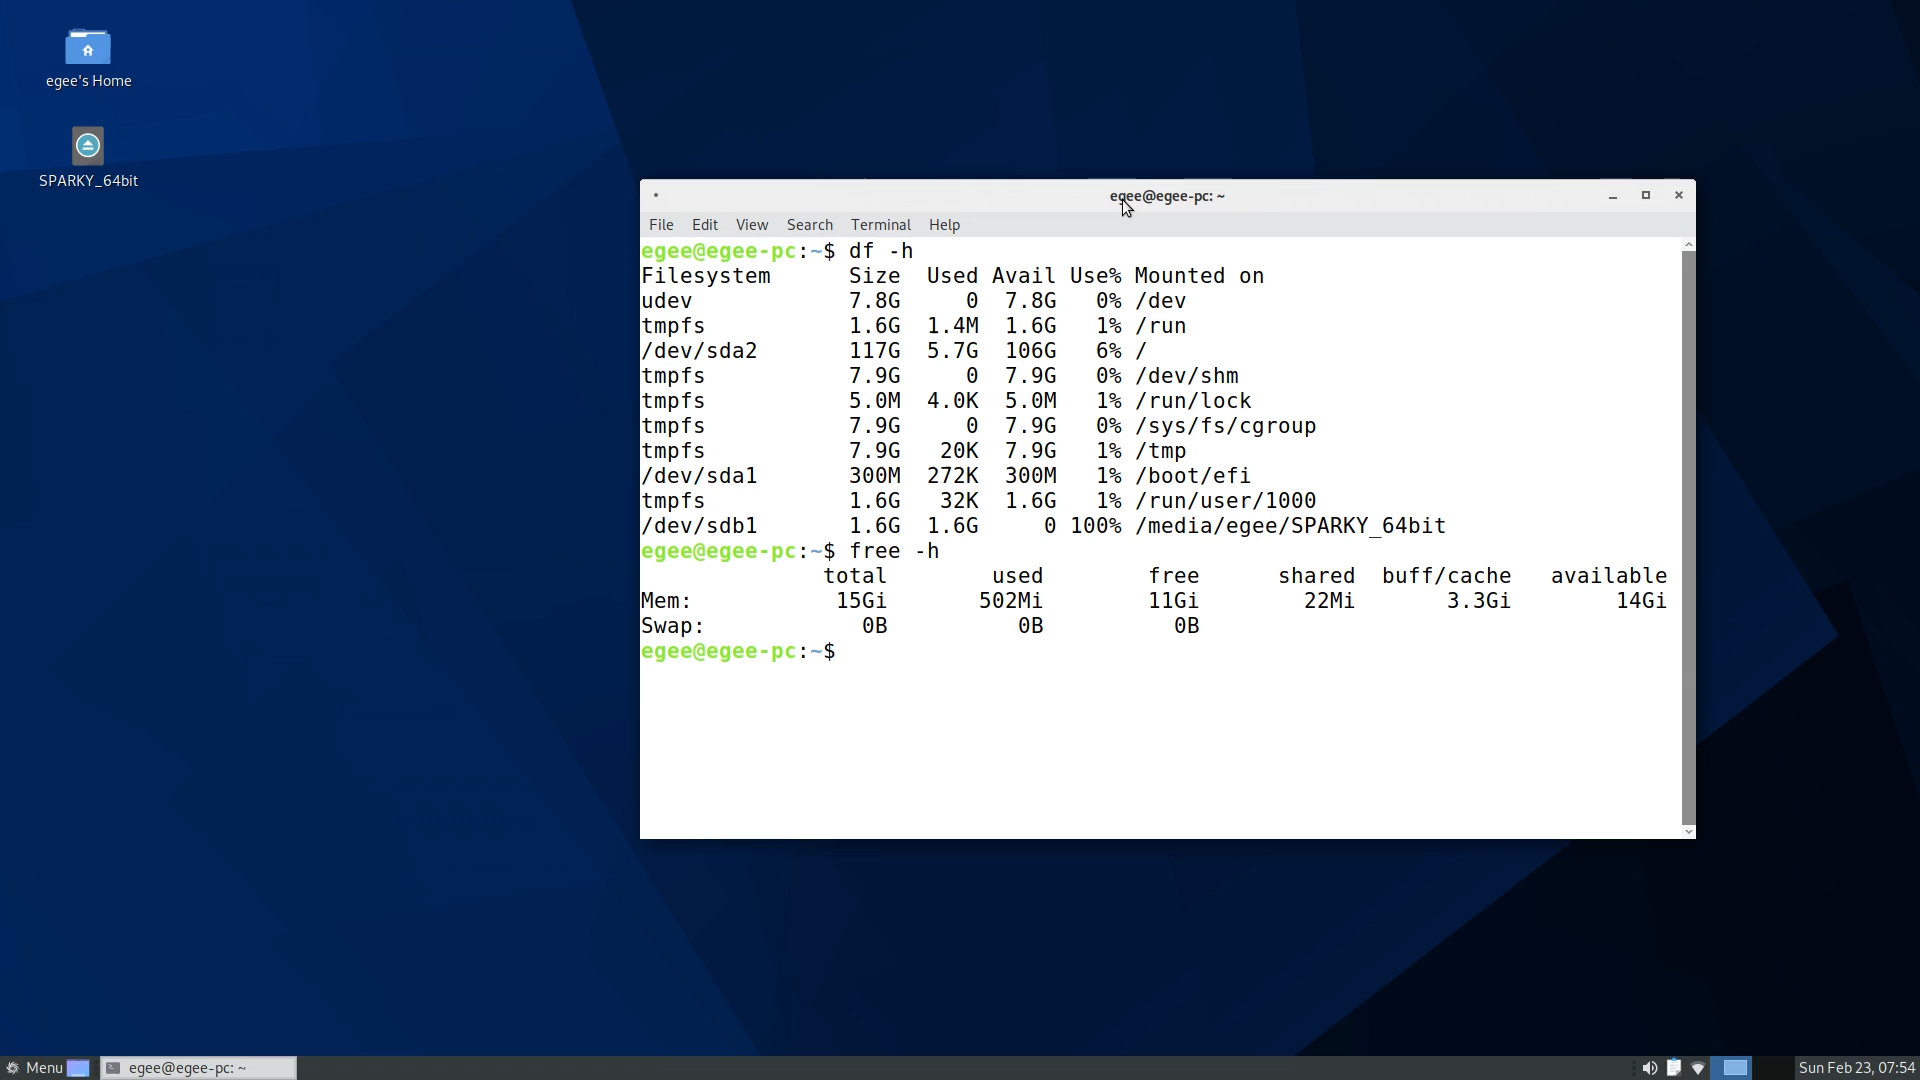 egee's Home
SPARKY_64bit
egee@egee-pc: ~
File Edit View Search Terminal Help
egee@egee-pc:~$ df -h
Filesystem      Size  Used Avail Use% Mounted on
udev            7.8G     0  7.8G   0% /dev
tmpfs           1.6G  1.4M  1.6G   1% /run
/dev/sda2       117G  5.7G  106G   6% /
tmpfs           7.9G     0  7.9G   0% /dev/shm
tmpfs           5.0M  4.0K  5.0M   1% /run/lock
tmpfs           7.9G     0  7.9G   0% /sys/fs/cgroup
tmpfs           7.9G   20K  7.9G   1% /tmp
/dev/sda1       300M  272K  300M   1% /boot/efi
tmpfs           1.6G   32K  1.6G   1% /run/user/1000
/dev/sdb1       1.6G  1.6G     0 100% /media/egee/SPARKY_64bit
egee@egee-pc:~$ free -h
              total        used        free      shared  buff/cache   available
Mem:           15Gi       502Mi        11Gi        22Mi       3.3Gi        14Gi
Swap:            0B          0B          0B
egee@egee-pc:~$
Menu egee@egee-pc: ~ Sun Feb 23, 07:54